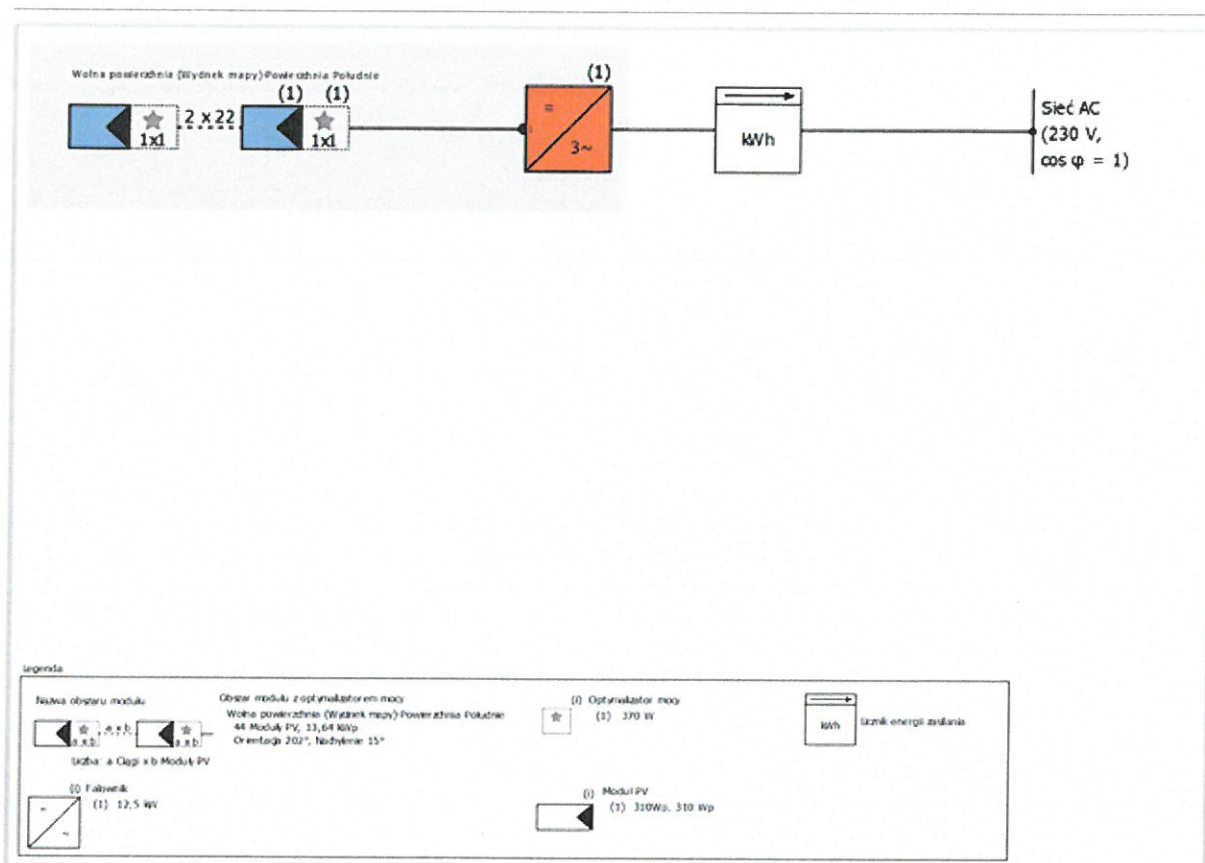 Wolna powierzchnia (Wydnek mapy)-Powierzchnia Południe
(1) (1)
2 x 22
1x1
1x1
(1)
=
3~
kWh
Sieć AC
(230 V,
cos φ = 1)
Legenda
Nazwa obszaru modułu
a x b
a x b
a x b
Liczba: a Ciągi x b Moduły PV
Obszar modułu z optymalizatorem mocy
Wolna powierzchnia (Wydnek mapy)-Powierzchnia Południe
44 Moduły PV, 13,64 kWp
Orientacja 202°, Nachylenie 15°
(i) Optymalizator mocy
(1) 370 W
kWh
Licznik energii zasilania
(i) Falownik
(1) 12,5 kW
~
(i) Moduł PV
(1) 310Wp, 310 Wp